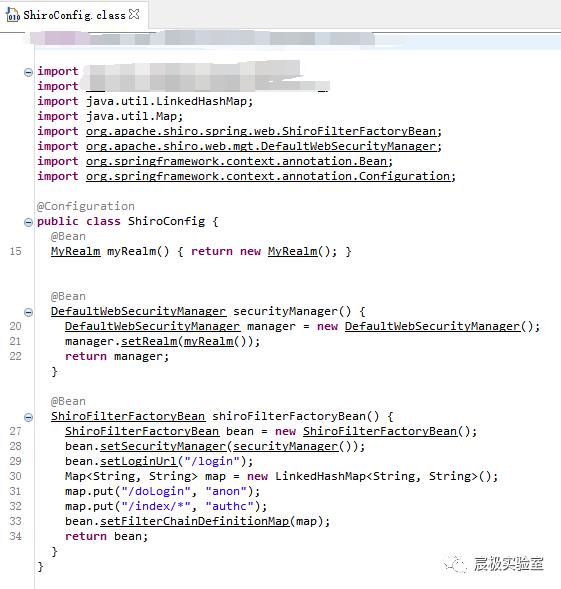 ShiroConfig.class
import
import
import java.util.LinkedHashMap;
import java.util.Map;
import org.apache.shiro.spring.web.ShiroFilterFactoryBean;
import org.apache.shiro.web.mgt.DefaultWebSecurityManager;
import org.springframework.context.annotation.Bean;
import org.springframework.context.annotation.Configuration;
@Configuration
public class ShiroConfig {
@Bean
15 MyRealm myRealm() { return new MyRealm(); }
@Bean
DefaultWebSecurityManager securityManager() {
20 DefaultWebSecurityManager manager = new DefaultWebSecurityManager();
21 manager.setRealm(myRealm());
22 return manager;
}
@Bean
ShiroFilterFactoryBean shiroFilterFactoryBean() {
27 ShiroFilterFactoryBean bean = new ShiroFilterFactoryBean();
28 bean.setSecurityManager(securityManager());
29 bean.setLoginUrl("/login");
30 Map<String, String> map = new LinkedHashMap<String, String>();
31 map.put("/doLogin", "anon");
32 map.put("/index/*", "authc");
33 bean.setFilterChainDefinitionMap(map);
34 return bean;
}
}
宸极实验室